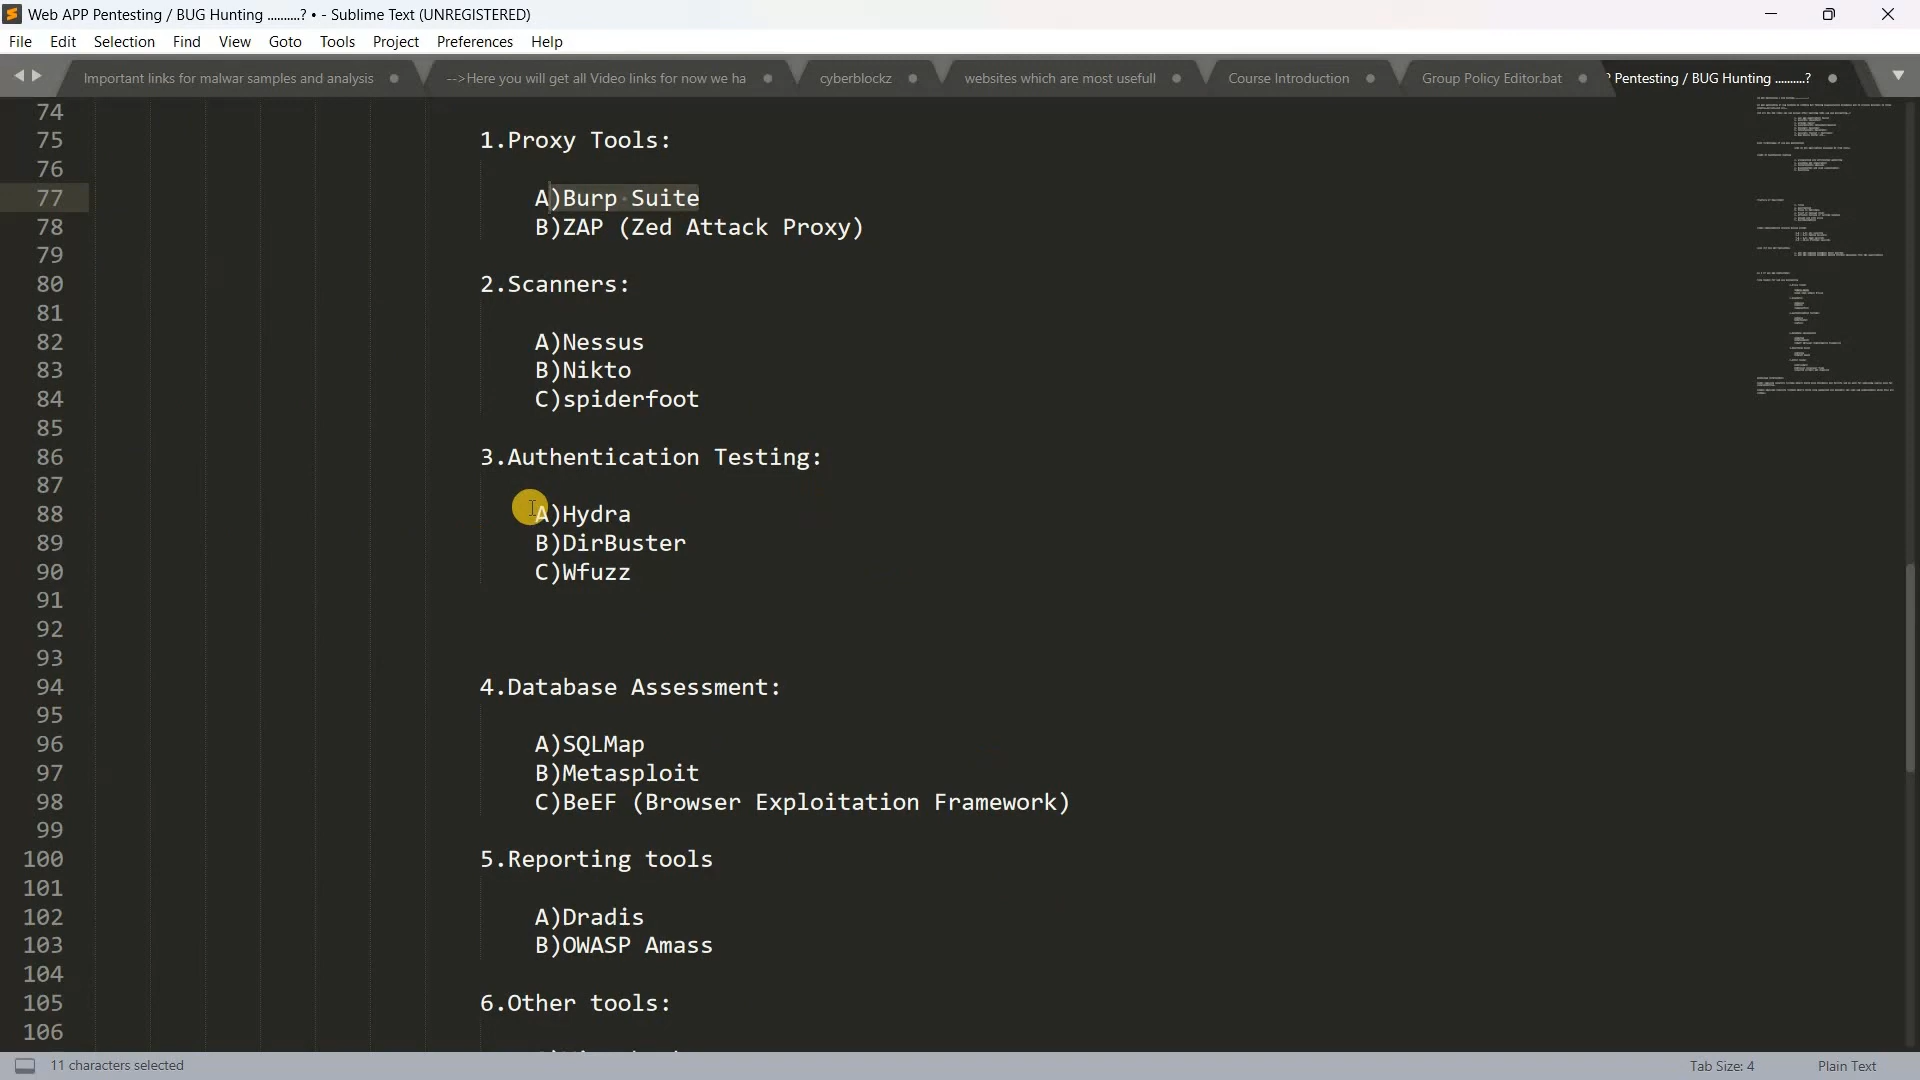 Web APP Pentesting / BUG Hunting ..........? • - Sublime Text (UNREGISTERED)
File Edit Selection Find View Goto Tools Project Preferences Help
Important links for malwar samples and analysis
-->Here you will get all Video links for now we ha
cyberblockz
websites which are most usefull
Course Introduction
Group Policy Editor.bat
? Pentesting / BUG Hunting ..........?
74
75 1.Proxy Tools:
76
77 A)Burp Suite
78 B)ZAP (Zed Attack Proxy)
79
80 2.Scanners:
81
82 A)Nessus
83 B)Nikto
84 C)spiderfoot
85
86 3.Authentication Testing:
87
88 A)Hydra
89 B)DirBuster
90 C)Wfuzz
91
92
93
94 4.Database Assessment:
95
96 A)SQLMap
97 B)Metasploit
98 C)BeEF (Browser Exploitation Framework)
99
100 5.Reporting tools
101
102 A)Dradis
103 B)OWASP Amass
104
105 6.Other tools:
106
11 characters selected
Tab Size: 4
Plain Text